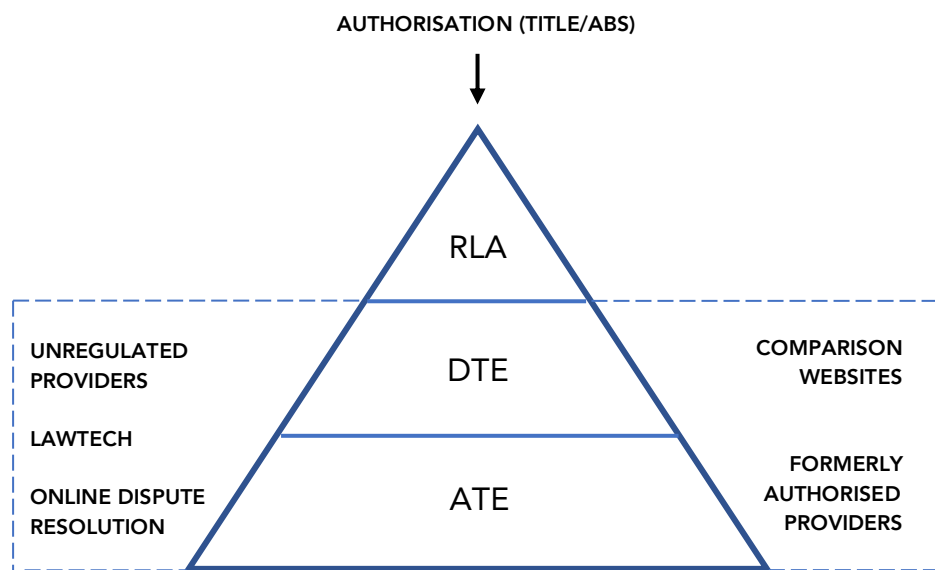 AUTHORISATION (TITLE/ABS)
RLA
UNREGULATED
PROVIDERS
LAWTECH
ONLINE DISPUTE
RESOLUTION
DTE
ATE
COMPARISON
WEBSITES
FORMERLY
AUTHORISED
PROVIDERS